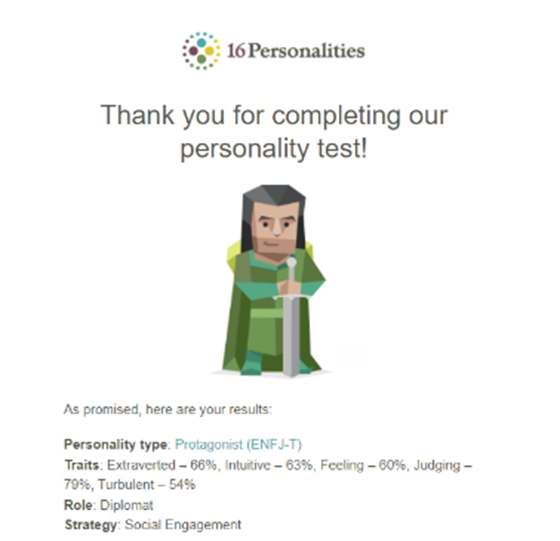 16Personalities
Thank you for completing our
personality test!
As promised, here are your results:
Personality type: Protagonist (ENFJ-T)
Traits: Extraverted – 66%, Intuitive – 63%, Feeling – 60%, Judging –
79%, Turbulent – 54%
Role: Diplomat
Strategy: Social Engagement